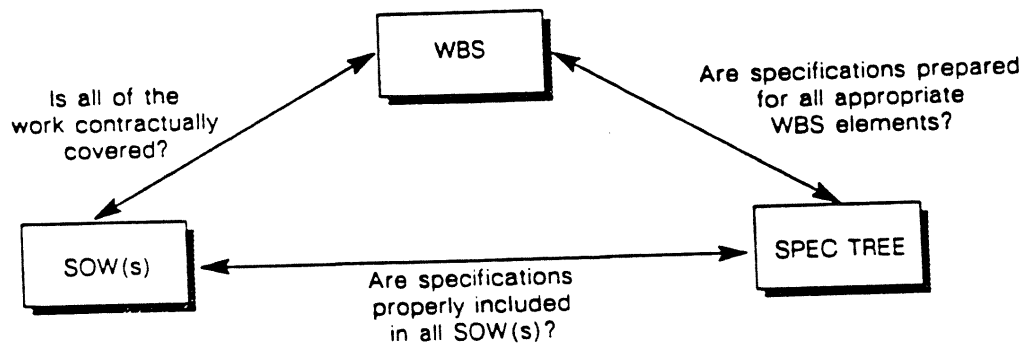 WBS
Is all of the
work contractually
covered?
Are specifications prepared
for all appropriate
WBS elements?
SOW(s)
SPEC TREE
Are specifications
properly included
in all SOW(s)?